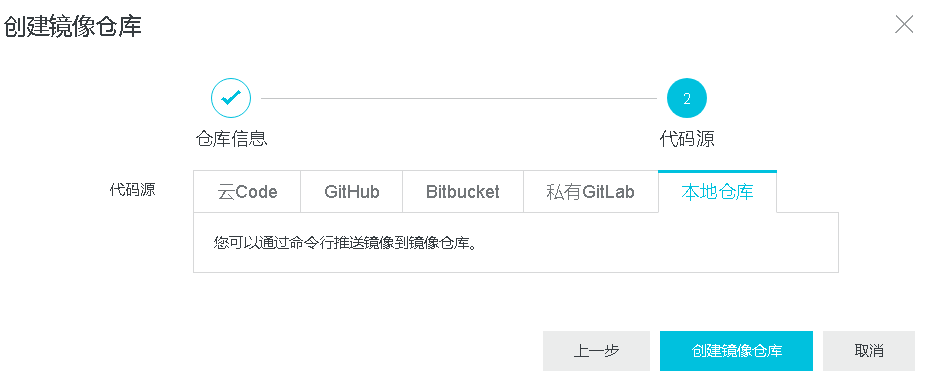 创建镜像仓库
2
仓库信息
代码源
代码源
云Code
GitHub
Bitbucket
私有GitLab
本地仓库
您可以通过命令行推送镜像到镜像仓库。
上一步
创建镜像仓库
取消